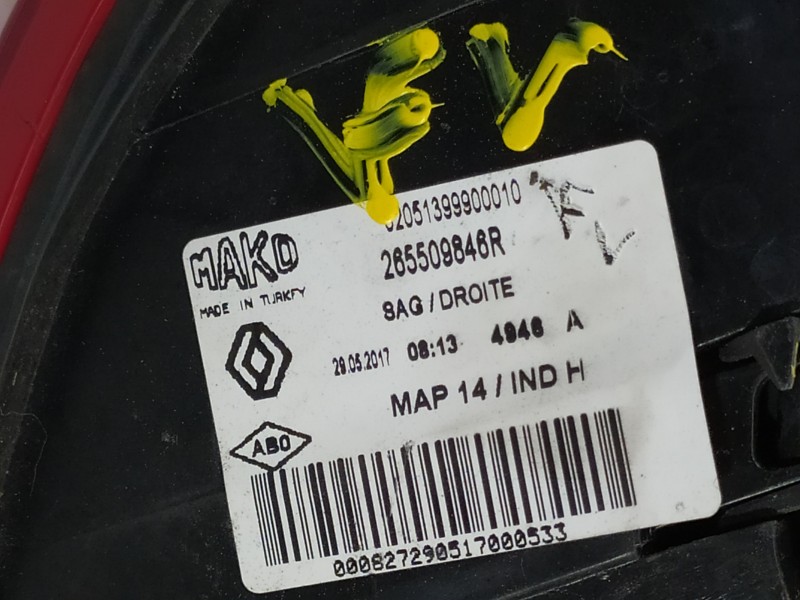 02051399900010
265509846R
MAKO
MADE IN TURKEY
SAG / DROITE
29.05.2017 08:13 4946 A
MAP 14 / IND H
ABO
000827290517000533